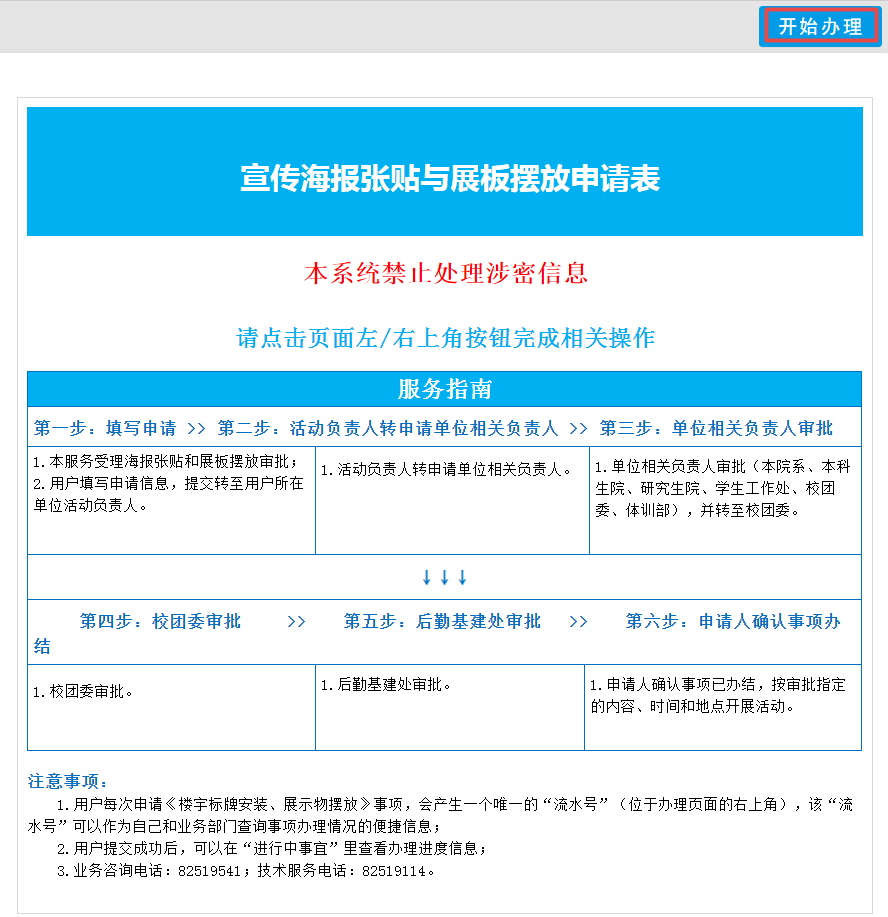 开始办理
宣传海报张贴与展板摆放申请表
本系统禁止处理涉密信息
请点击页面左/右上角按钮完成相关操作
服务指南
第一步：填写申请 >> 第二步：活动负责人转申请单位相关负责人 >> 第三步：单位相关负责人审批
1.本服务受理海报张贴和展板摆放审批；
2.用户填写申请信息，提交转至用户所在
单位活动负责人。
1.活动负责人转申请单位相关负责人。
1.单位相关负责人审批（本院系、本科
生院、研究生院、学生工作处、校团
委、体训部），并转至校团委。
↓↓↓
第四步：校团委审批 >> 第五步：后勤基建处审批 >> 第六步：申请人确认事项办
结
1.校团委审批。
1.后勤基建处审批。
1.申请人确认事项已办结，按审批指定
的内容、时间和地点开展活动。
注意事项：
1.用户每次申请《楼宇标牌安装、展示物摆放》事项，会产生一个唯一的“流水号”（位于办理页面的右上角），该“流
水号”可以作为自己和业务部门查询事项办理情况的便捷信息；
2.用户提交成功后，可以在“进行中事宜”里查看办理进度信息；
3.业务咨询电话：82519541；技术服务电话：82519114。